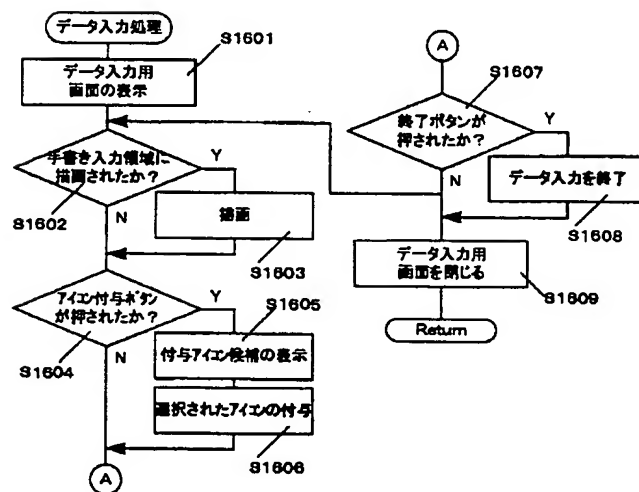 データ入力処理
S1601
データ入力用
画面の表示
手書き入力領域に
描画されたか?
Y
S1602
N
描画
S1603
アイコン付与ボタン
が押されたか?
Y
S1605
S1604
N
付与アイコン候補の表示
選択されたアイコンの付与
S1606
A
A
S1607
終了ボタンが
押されたか?
Y
N
データ入力を終了
S1608
データ入力用
画面を閉じる
S1609
Return